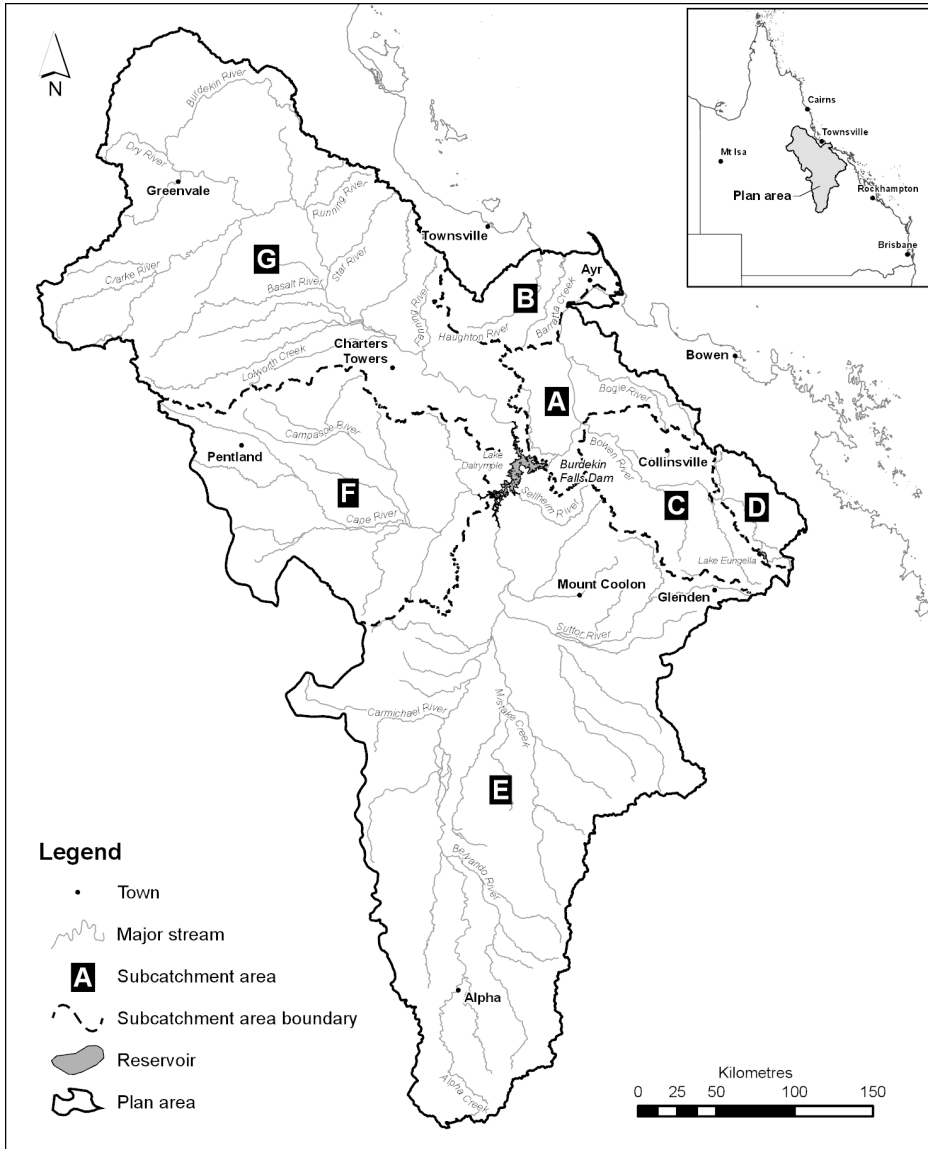 N
Burdekin River
Dry River
Greenvale
Running River
G
Star River
Clarke River
Basalt River
Townsville
Fanning River
B
Ayr
Haughton River
Barratta Creek
Lolworth Creek
Charters
Towers
Bowen
A
Bogie River
Campaspe River
Pentland
Lake
Dalrymple
Burdekin
Falls Dam
Bowen River
Collinsville
F
Sellheim River
C
D
Cape River
Lake Eungella
Mount Coolon
Glenden
Suttor River
Carmichael River
Mistake Creek
E
Belyando River
Alpha
Alpha Creek
Cairns
Townsville
Mt Isa
Plan area
Rockhampton
Brisbane
Legend
Town
Major stream
A
Subcatchment area
Subcatchment area boundary
Reservoir
Plan area
Kilometres
0 25 50 100 150